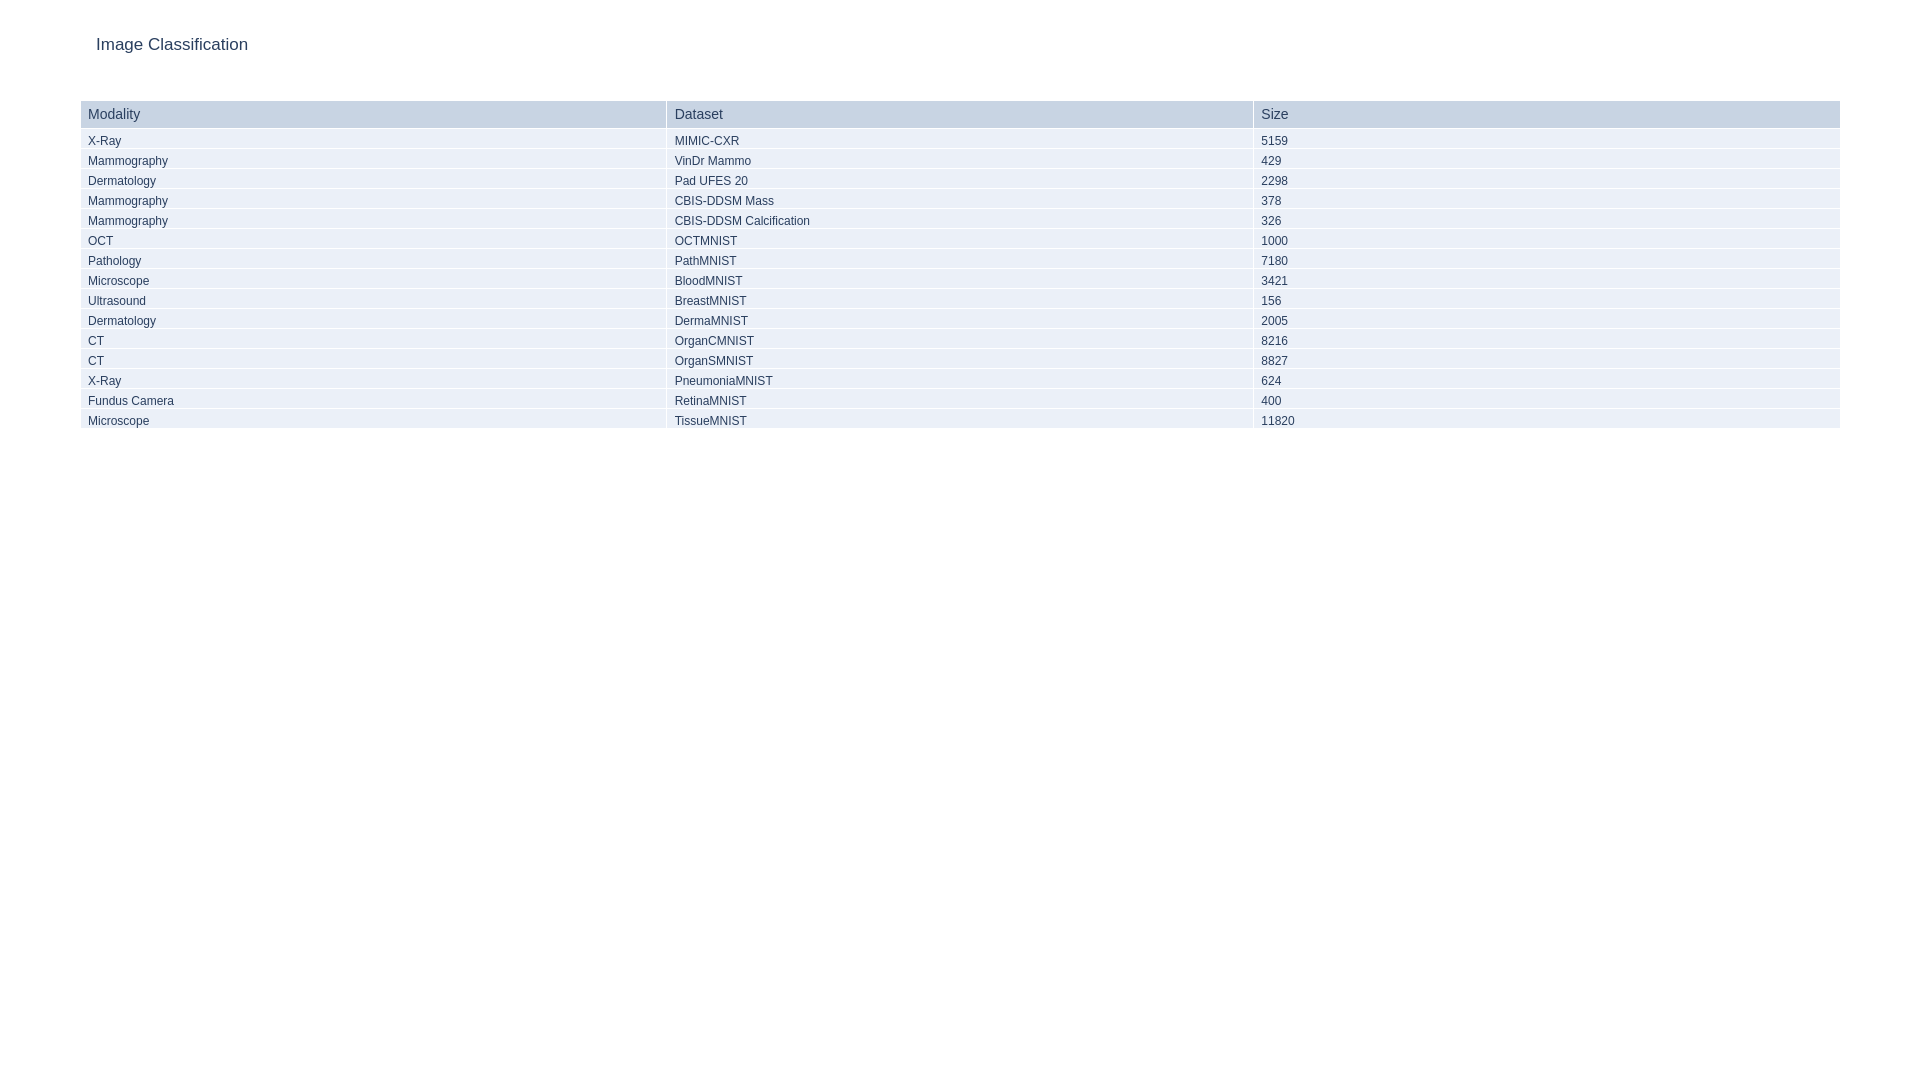 Image Classification
Modality Dataset Size
X-Ray MIMIC-CXR 5159
Mammography VinDr Mammo 429
Dermatology Pad UFES 20 2298
Mammography CBIS-DDSM Mass 378
Mammography CBIS-DDSM Calcification 326
OCT OCTMNIST 1000
Pathology PathMNIST 7180
Microscope BloodMNIST 3421
Ultrasound BreastMNIST 156
Dermatology DermaMNIST 2005
CT OrganCMNIST 8216
CT OrganSMNIST 8827
X-Ray PneumoniaMNIST 624
Fundus Camera RetinaMNIST 400
Microscope TissueMNIST 11820